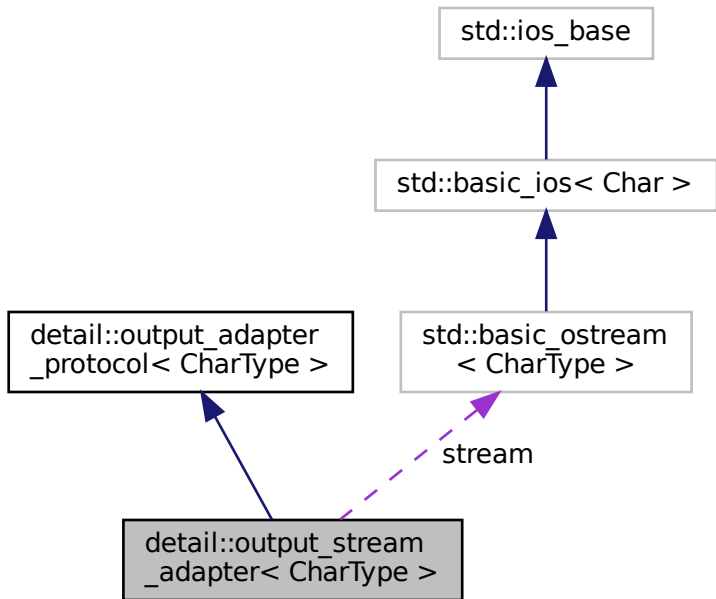 std::ios_base
std::basic_ios< Char >
detail::output_adapter
_protocol< CharType >
std::basic_ostream
< CharType >
stream
detail::output_stream
_adapter< CharType >